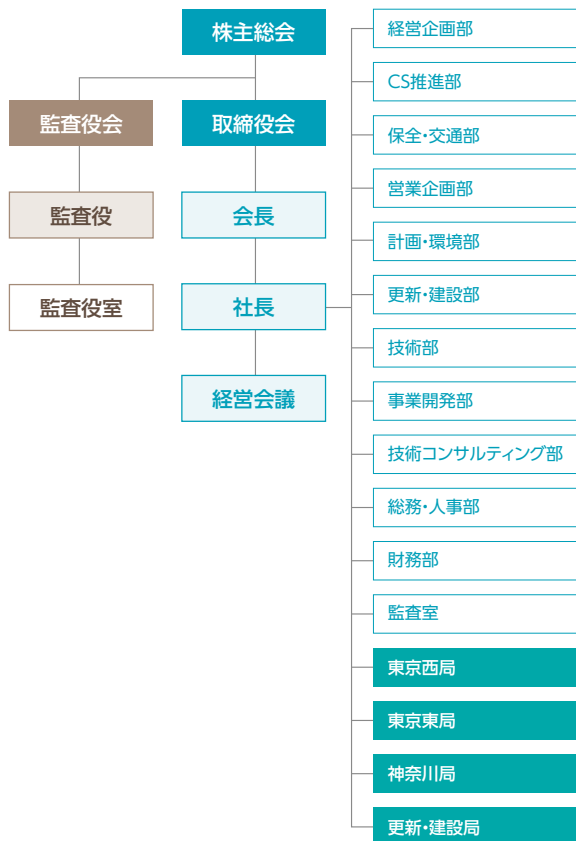 株主総会
監査役会
取締役会
監査役
会長
監査役室
社長
経営会議
経営企画部
CS推進部
保全・交通部
営業企画部
計画・環境部
更新・建設部
技術部
事業開発部
技術コンサルティング部
総務・人事部
財務部
監査室
東京西局
東京東局
神奈川局
更新・建設局